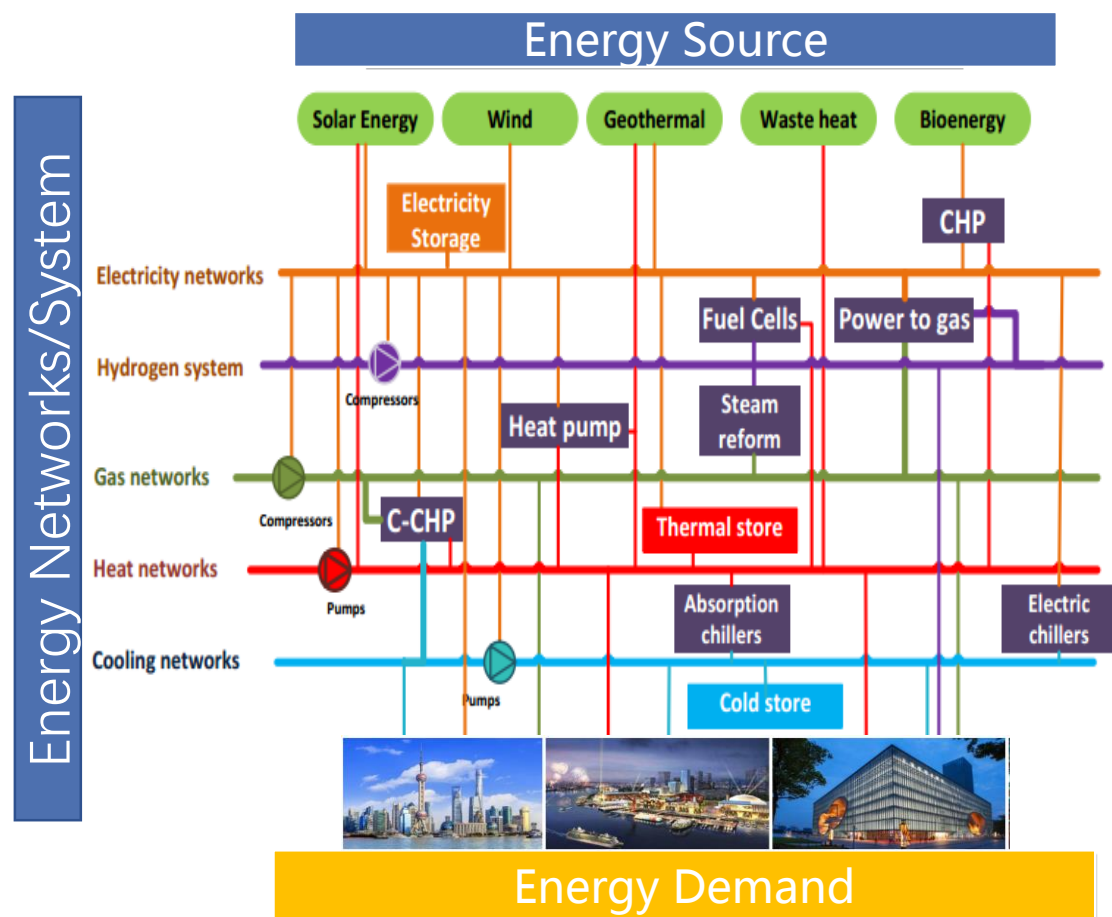 Energy Source
Energy Networks/System
Solar Energy
Wind
Geothermal
Waste heat
Bioenergy
Electricity
Storage
CHP
Electricity networks
Fuel Cells
Power to gas
Hydrogen system
Compressors
Steam
reform
Heat pump
Gas networks
Compressors
C-CHP
Thermal store
Heat networks
Pumps
Absorption
chillers
Electric
chillers
Cooling networks
Pumps
Cold store
Energy Demand